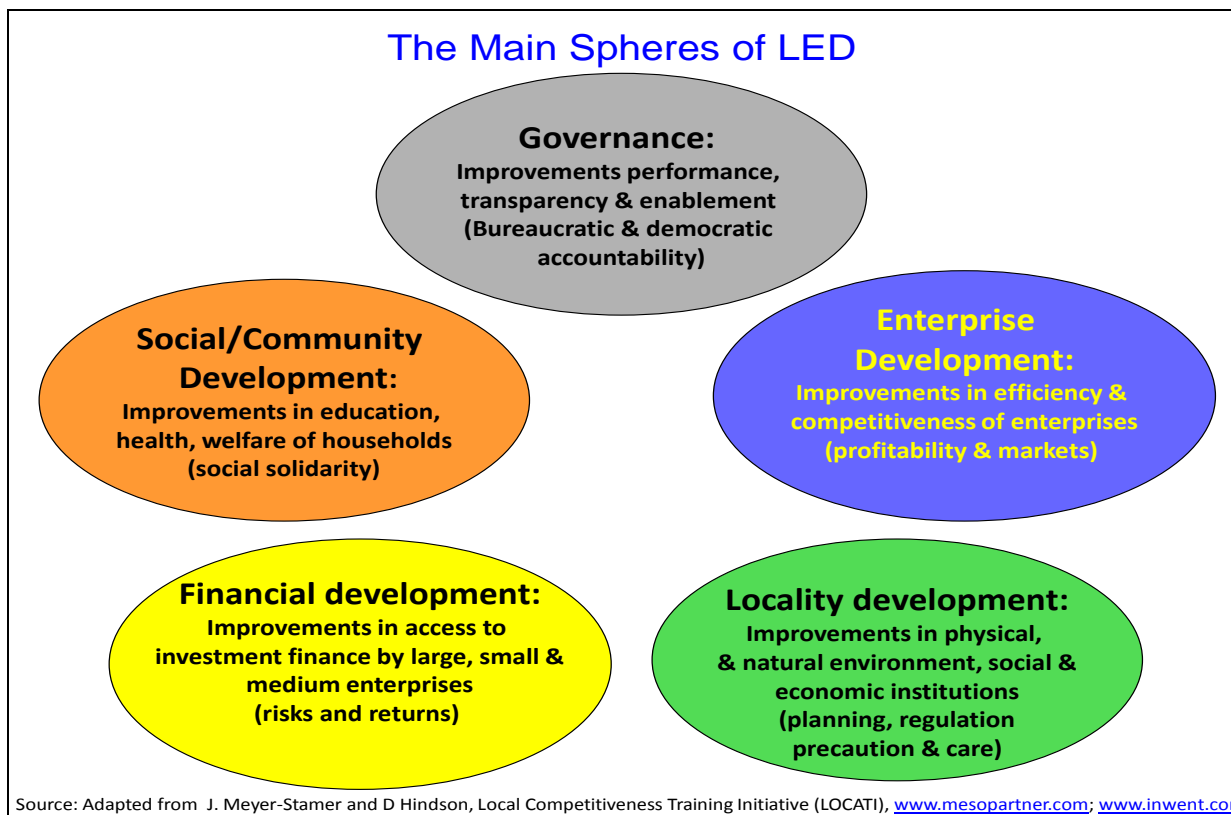 The Main Spheres of LED
Governance:
Improvements performance,
transparency & enablement
(Bureaucratic & democratic
accountability)
Social/Community
Development:
Improvements in education,
health, welfare of households
(social solidarity)
Enterprise
Development:
Improvements in efficiency &
competitiveness of enterprises
(profitability & markets)
Financial development:
Improvements in access to
investment finance by large, small &
medium enterprises
(risks and returns)
Locality development:
Improvements in physical,
& natural environment, social &
economic institutions
(planning, regulation
precaution & care)
Source: Adapted from J. Meyer-Stamer and D Hindson, Local Competitiveness Training Initiative (LOCATI), www.mesopartner.com; www.inwent.co